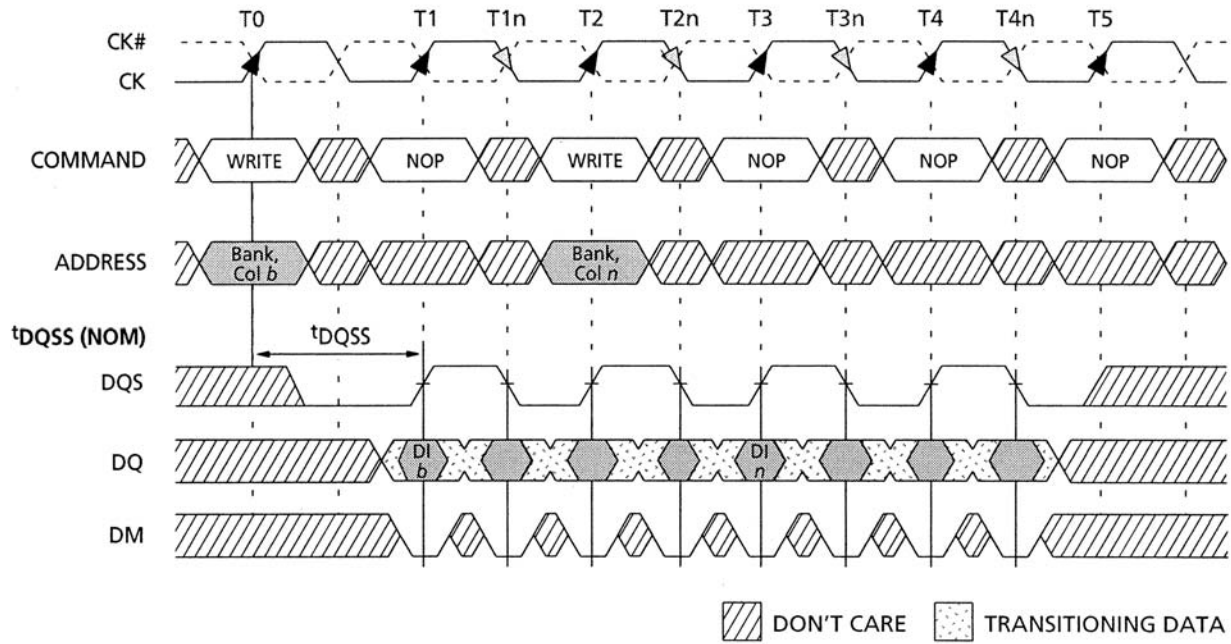 T0 T1 T1n T2 T2n T3 T3n T4 T4n T5
CK#
CK
COMMAND WRITE NOP WRITE NOP NOP NOP
ADDRESS Bank, Col b Bank, Col n
tDQSS (NOM) tDQSS
DQS
DQ DI b DI n
DM
DON'T CARE TRANSITIONING DATA